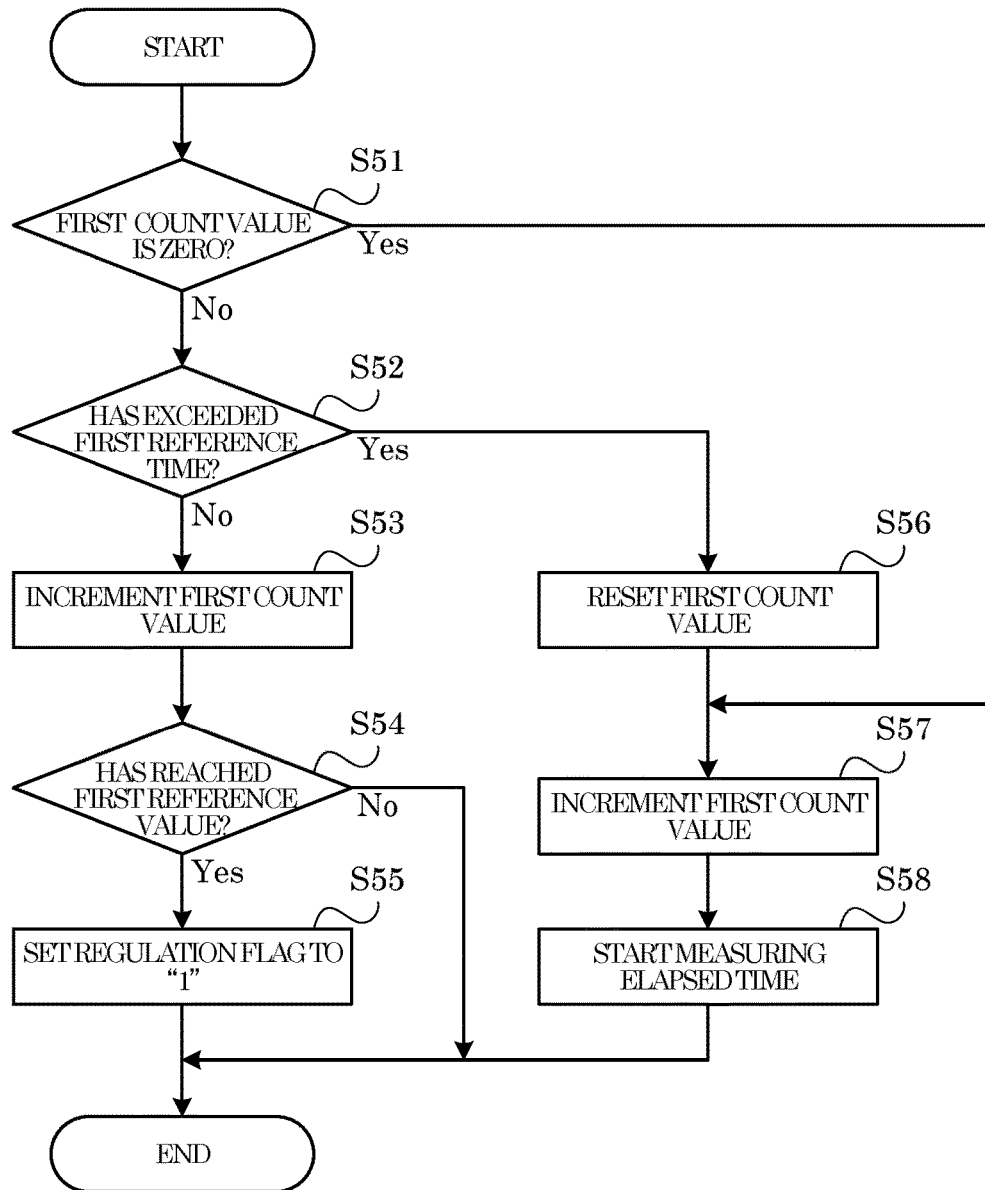 START
S51
FIRST COUNT VALUE
IS ZERO?
Yes
No
S52
HAS EXCEEDED
FIRST REFERENCE
TIME?
Yes
No
S53
INCREMENT FIRST COUNT
VALUE
S56
RESET FIRST COUNT
VALUE
S54
HAS REACHED
FIRST REFERENCE
VALUE?
No
Yes
S57
INCREMENT FIRST COUNT
VALUE
S55
SET REGULATION FLAG TO
“1”
S58
START MEASURING
ELAPSED TIME
END